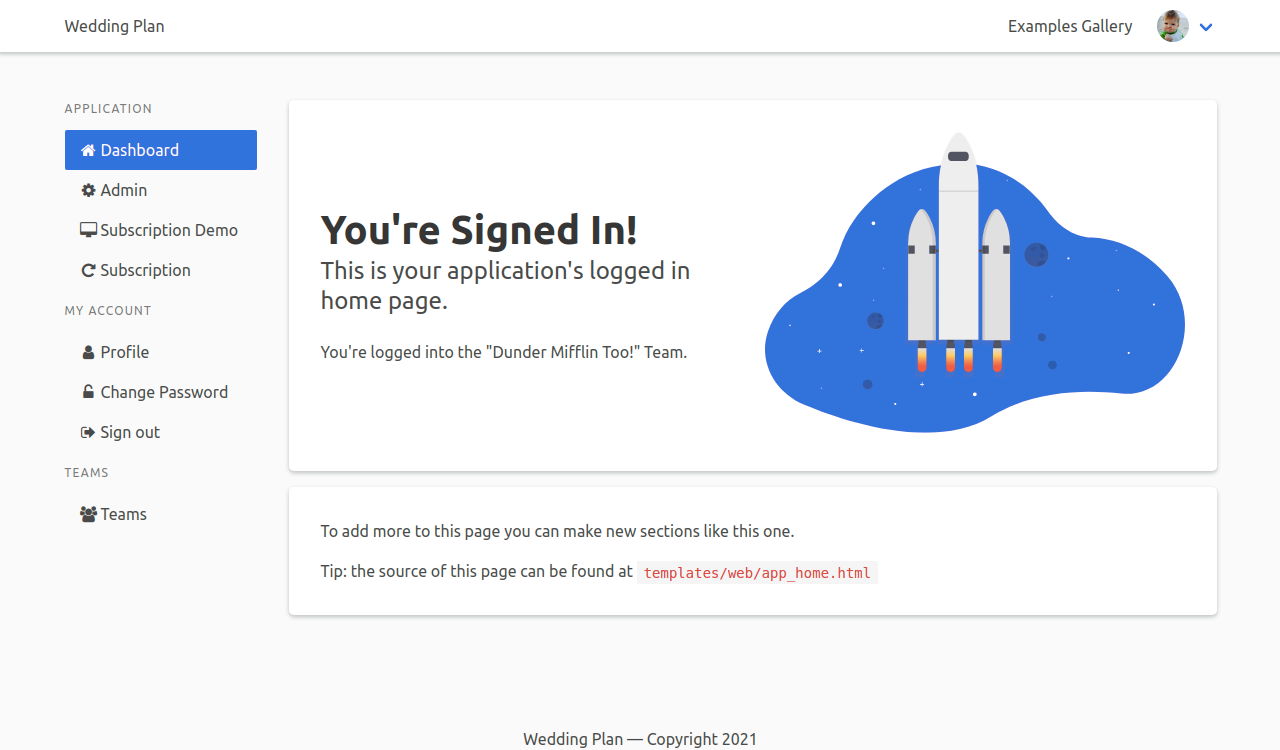 Wedding Plan
Examples Gallery
APPLICATION
Dashboard
Admin
Subscription Demo
Subscription
MY ACCOUNT
Profile
Change Password
Sign out
TEAMS
Teams
You're Signed In!
This is your application's logged in
home page.
You're logged into the "Dunder Mifflin Too!" Team.
To add more to this page you can make new sections like this one.
Tip: the source of this page can be found at templates/web/app_home.html
Wedding Plan — Copyright 2021